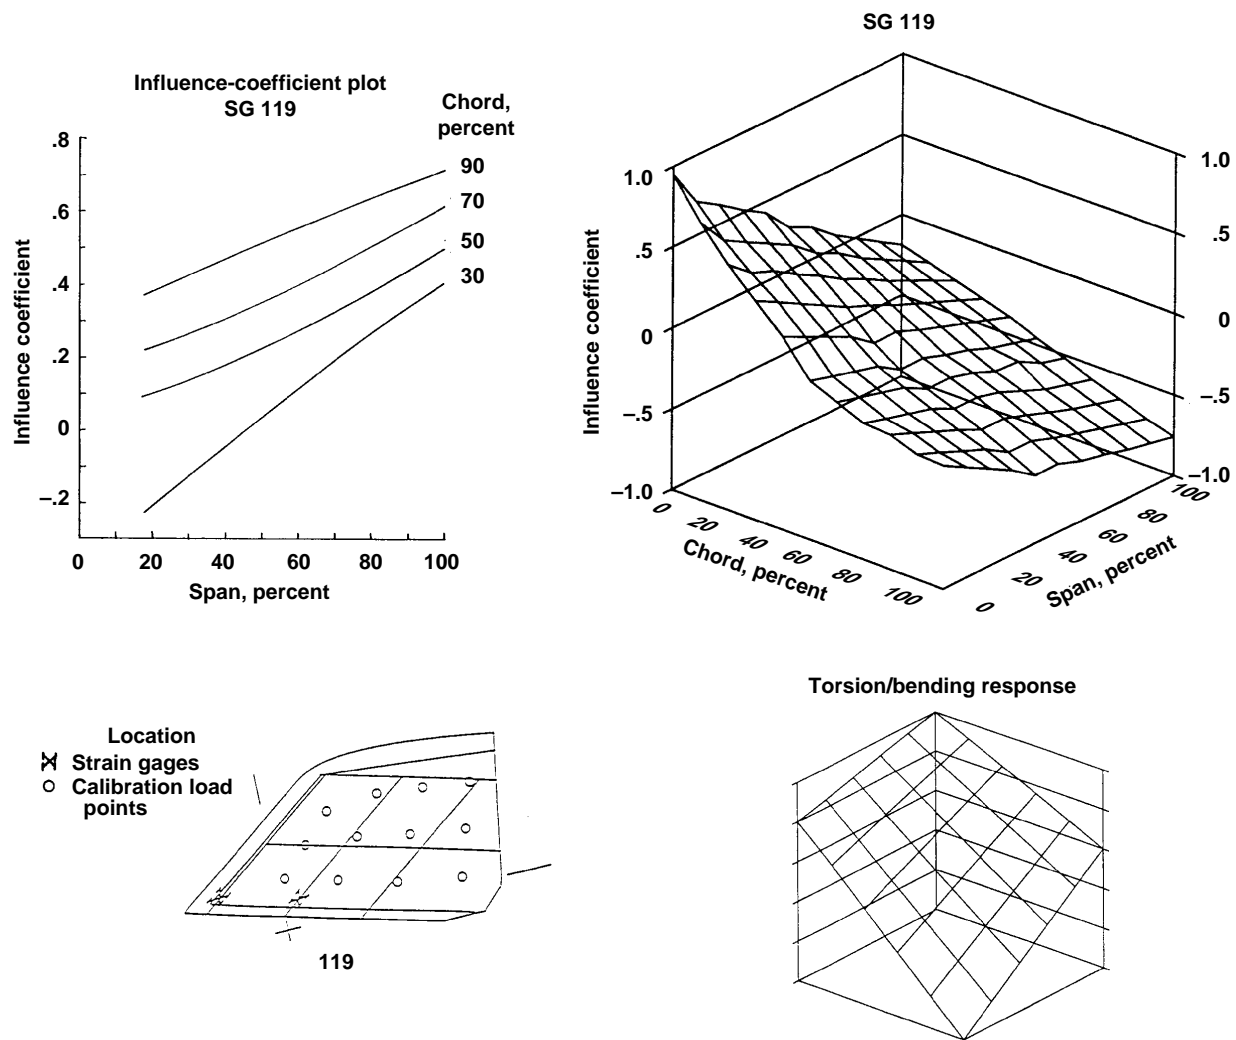 Influence-coefficient plot
SG 119
Chord,
percent
.8
.6
.4
.2
0
–.2
90
70
50
30
Influence coefficient
0
20
40
60
80
100
Span, percent
SG 119
1.0
.5
0
–.5
–1.0
Influence coefficient
1.0
.5
0
–.5
–1.0
0
20
40
60
80
100
Chord, percent
0
20
40
60
80
100
Span, percent
Location
Strain gages
Calibration load
points
119
Torsion/bending response